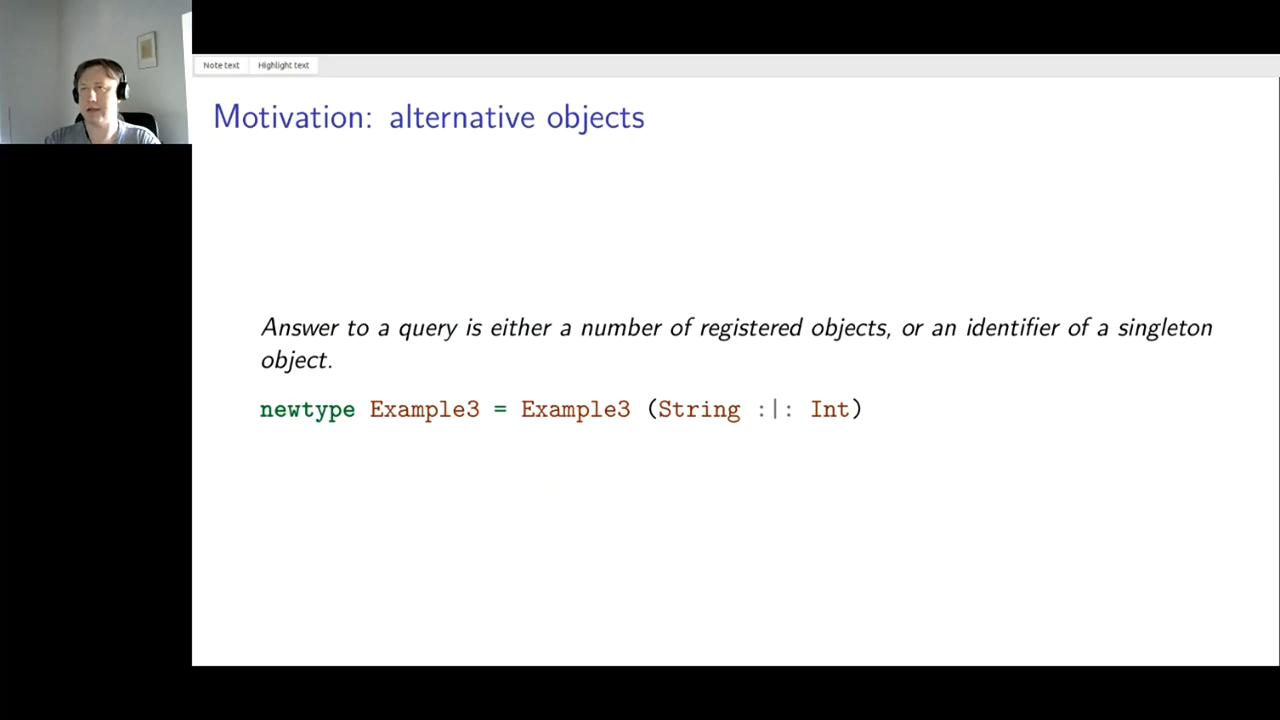 Note text Highlight text
Motivation: alternative objects
Answer to a query is either a number of registered objects, or an identifier of a singleton
object.
newtype Example3 = Example3 (String :|: Int)